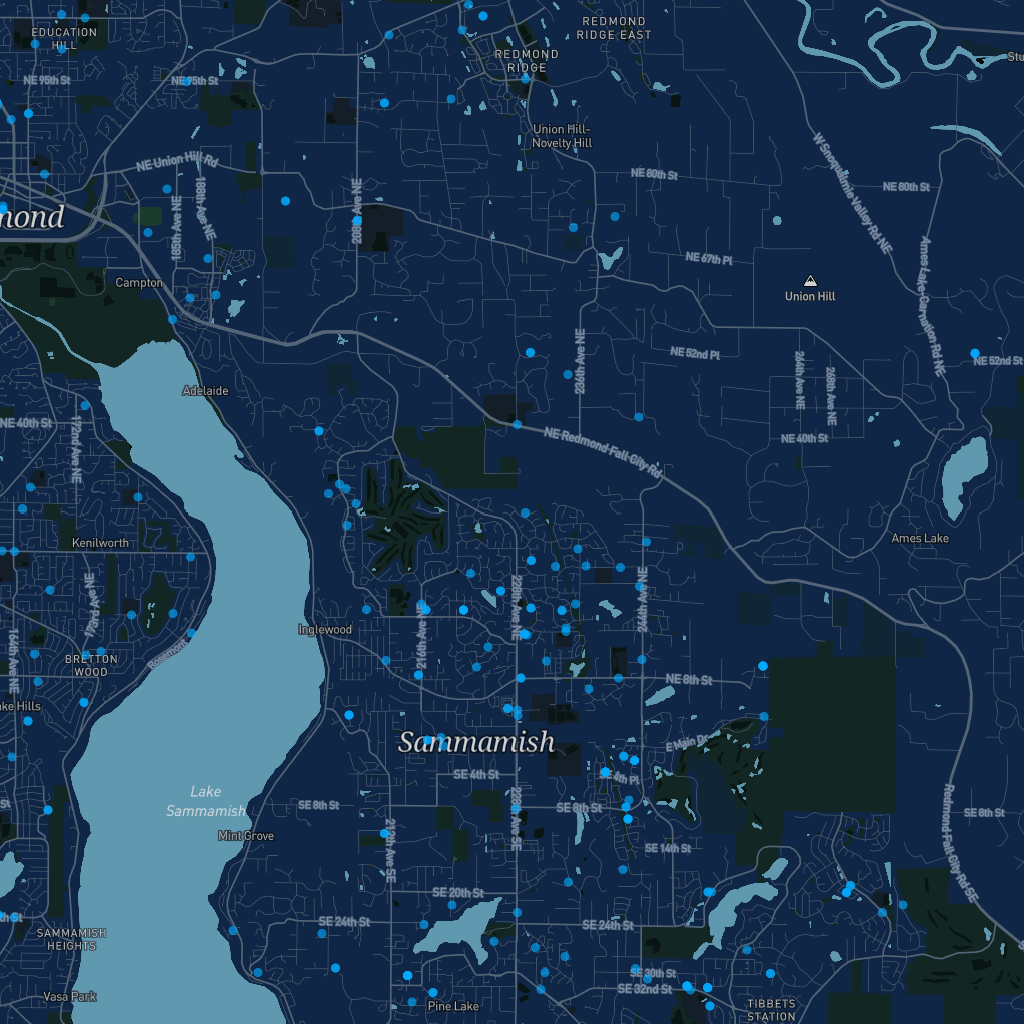 REDMOND
RIDGE EAST
EDUCATION
HILL
REDMOND
RIDGE
NE 95th St
NE 95th St
Union Hill-
Novelty Hill
W Snoqualmie Valley Rd NE
NE Union Hill Rd
NE 80th St
NE 80th St
188th Ave NE
185th Ave NE
208th Ave NE
mond
NE 67th Pl
Ames Lake-Carnation Rd NE
Campton
Union Hill
236th Ave NE
NE 52nd Pl
NE 52nd St
264th Ave NE
268th Ave NE
Adelaide
NE 40th St
172nd Ave NE
NE 40th St
NE Redmond Fall City Rd
Kenilworth
Ames Lake
228th Ave NE
244th Ave NE
216th Ave NE
Inglewood
164th Ave NE
Rosemont
BRETTON
WOOD
NE 8th St
ke Hills
Sammamish
E Main Dr
SE 4th St
Lake
Sammamish
St
SE 8th St
SE 8th St
SE 8th St
228th Ave SE
Redmond Fall City Rd SE
Mint Grove
212th Ave SE
SE 14th St
SE 20th St
th St
SE 24th St
SE 24th St
SAMMAMISH
HEIGHTS
SE 30th St
SE 32nd St
Vasa Park
Pine Lake
TIBBETS
STATION